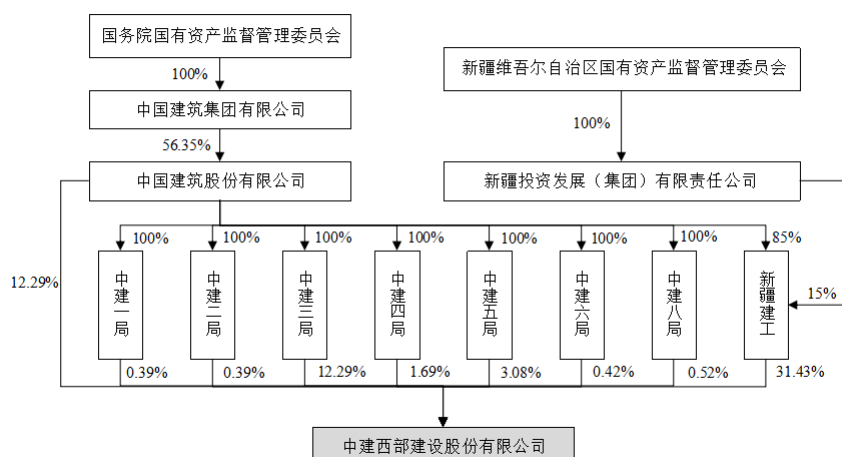 国务院国有资产监督管理委员会
新疆维吾尔自治区国有资产监督管理委员会
100%
中国建筑集团有限公司
100%
56.35%
中国建筑股份有限公司
新疆投资发展（集团）有限责任公司
100%
100%
100%
100%
100%
100%
100%
85%
12.29%
中建一局
中建二局
中建三局
中建四局
中建五局
中建六局
中建八局
新疆建工
15%
0.39%
0.39%
12.29%
1.69%
3.08%
0.42%
0.52%
31.43%
中建西部建设股份有限公司